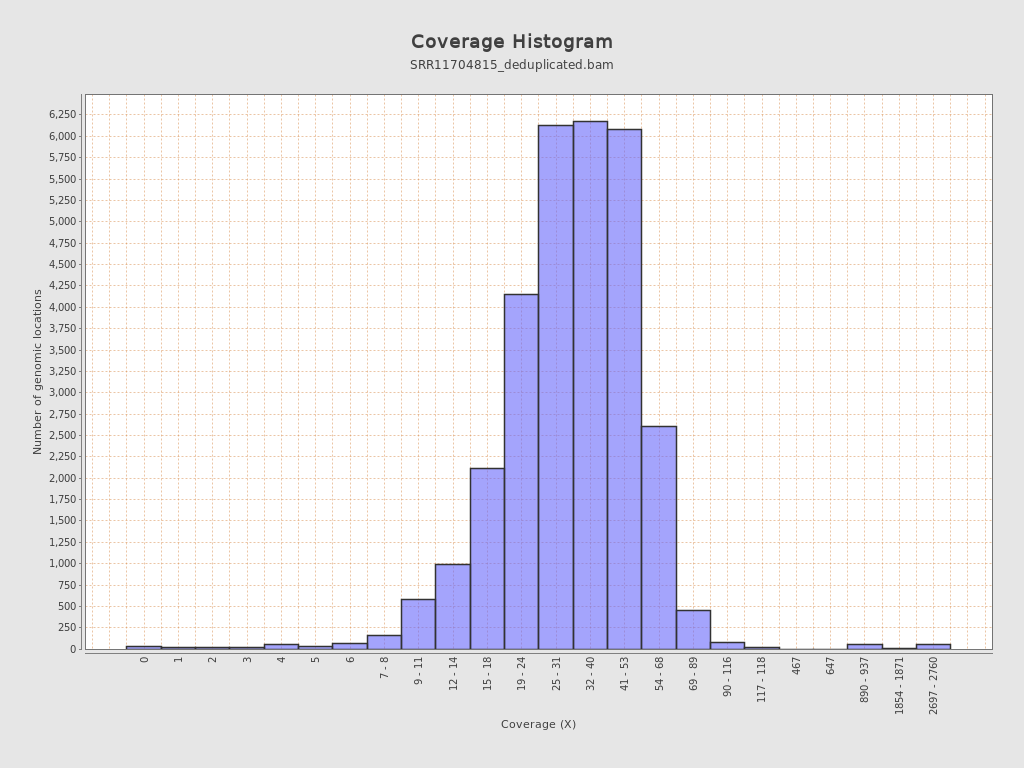 Coverage Histogram
SRR11704815_deduplicated.bam
Number of genomic locations
6,250
6,000
5,750
5,500
5,250
5,000
4,750
4,500
4,250
4,000
3,750
3,500
3,250
3,000
2,750
2,500
2,250
2,000
1,750
1,500
1,250
1,000
750
500
250
0
0
1
2
3
4
5
6
7 - 8
9 - 11
12 - 14
15 - 18
19 - 24
25 - 31
32 - 40
41 - 53
54 - 68
69 - 89
90 - 116
117 - 118
467
647
890 - 937
1854 - 1871
2697 - 2760
Coverage (X)